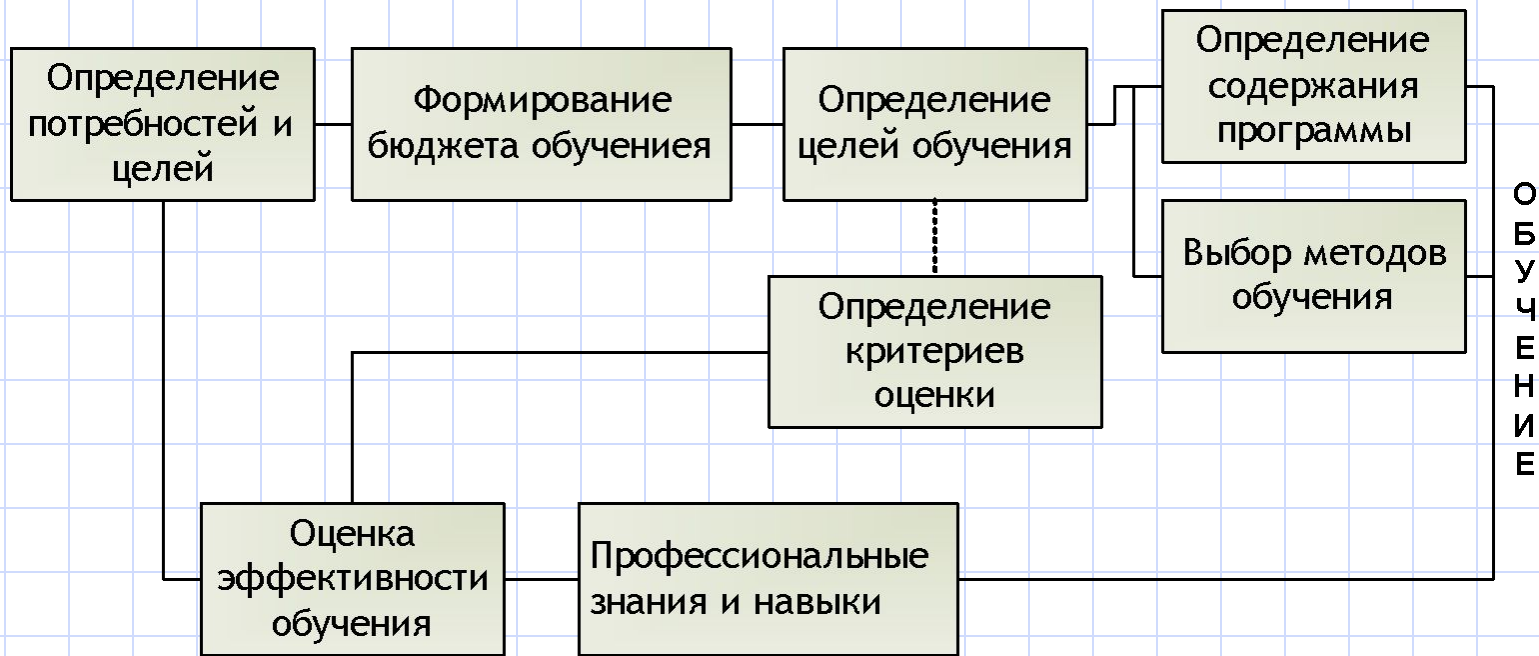 Определение
потребностей и
целей
Формирование
бюджета обучениея
Определение
целей обучения
Определение
содержания
программы
Выбор методов
обучения
О
Б
У
Ч
Е
Н
И
Е
Определение
критериев
оценки
Оценка
эффективности
обучения
Профессиональные
знания и навыки